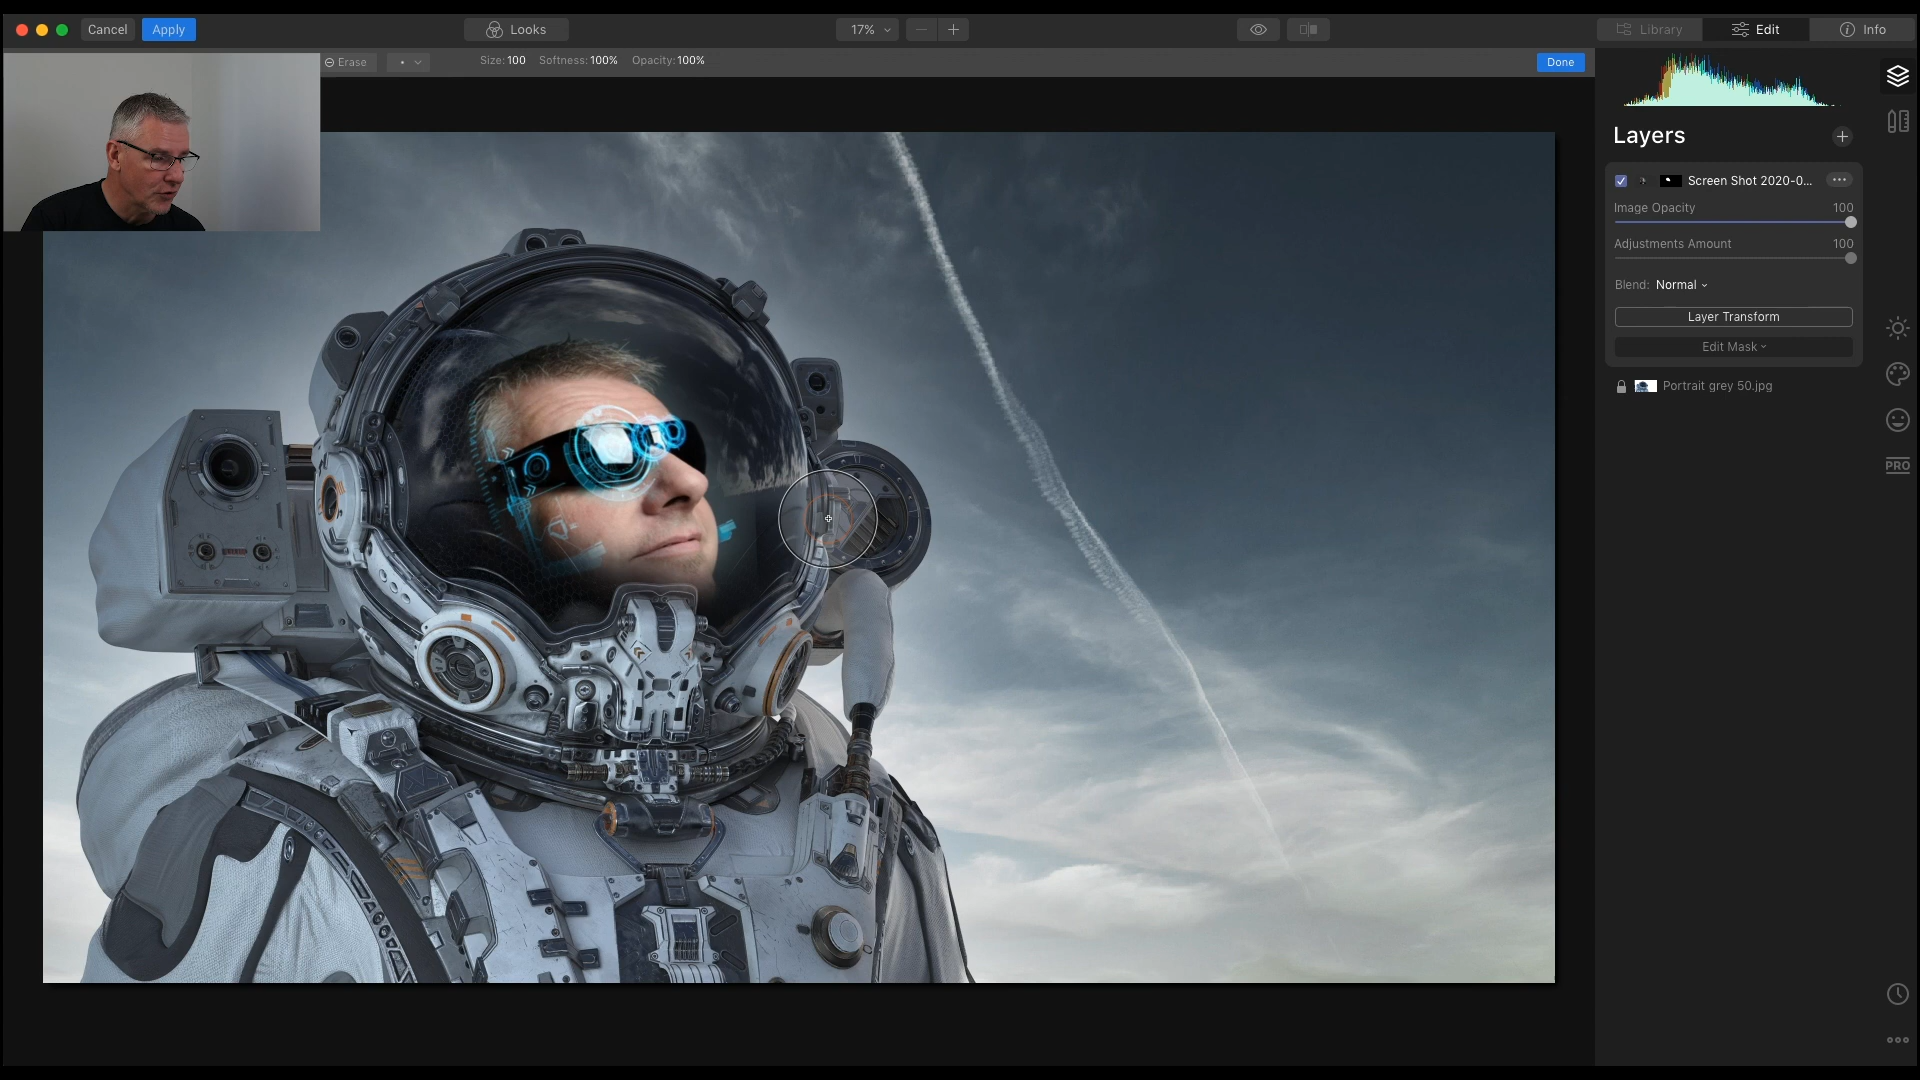 Cancel
Apply
Looks
17%
Library
Edit
Info
Erase
Size: 100
Softness: 100%
Opacity: 100%
Done
Layers
Screen Shot 2020-0...
Image Opacity
100
Adjustments Amount
100
Blend: Normal
Layer Transform
Edit Mask
Portrait grey 50.jpg
PRO